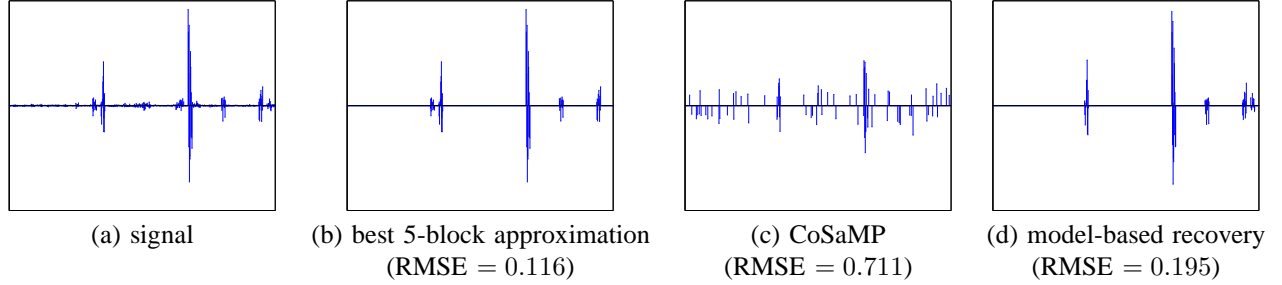 (a) signal
(b) best 5-block approximation
(RMSE = 0.116)
(c) CoSaMP
(RMSE = 0.711)
(d) model-based recovery
(RMSE = 0.195)